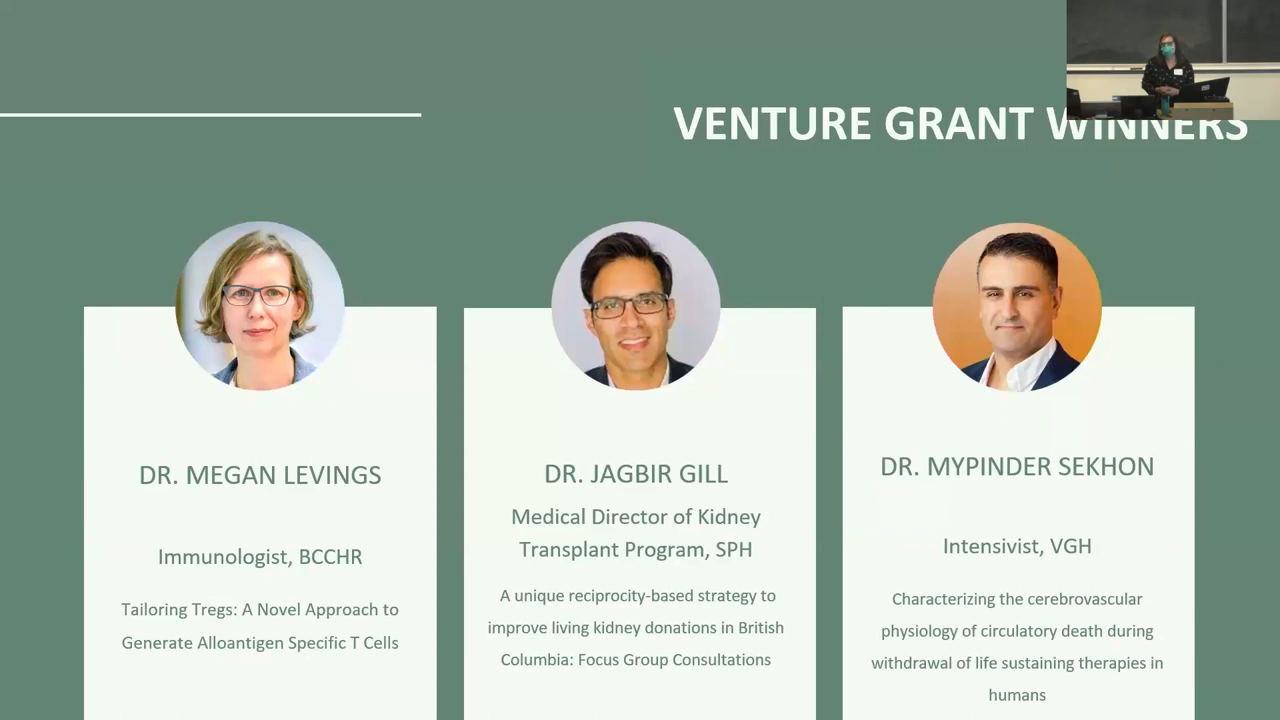 VENTURE GRANT WINNERS
DR. MEGAN LEVINGS
Immunologist, BCCHR
Tailoring Tregs: A Novel Approach to
Generate Alloantigen Specific T Cells
DR. JAGBIR GILL
Medical Director of Kidney
Transplant Program, SPH
A unique reciprocity-based strategy to
improve living kidney donations in British
Columbia: Focus Group Consultations
DR. MYPINDER SEKHON
Intensivist, VGH
Characterizing the cerebrovascular
physiology of circulatory death during
withdrawal of life sustaining therapies in
humans